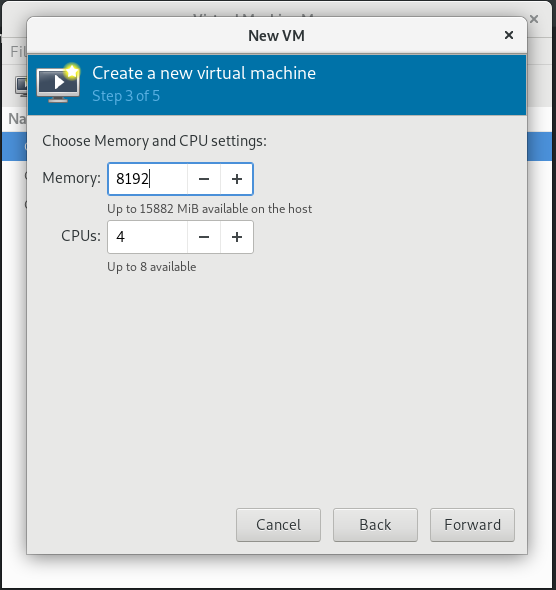 New VM
Create a new virtual machine
Step 3 of 5
Choose Memory and CPU settings:
Memory: 8192
Up to 15882 MiB available on the host
CPUs: 4
Up to 8 available
Cancel Back Forward